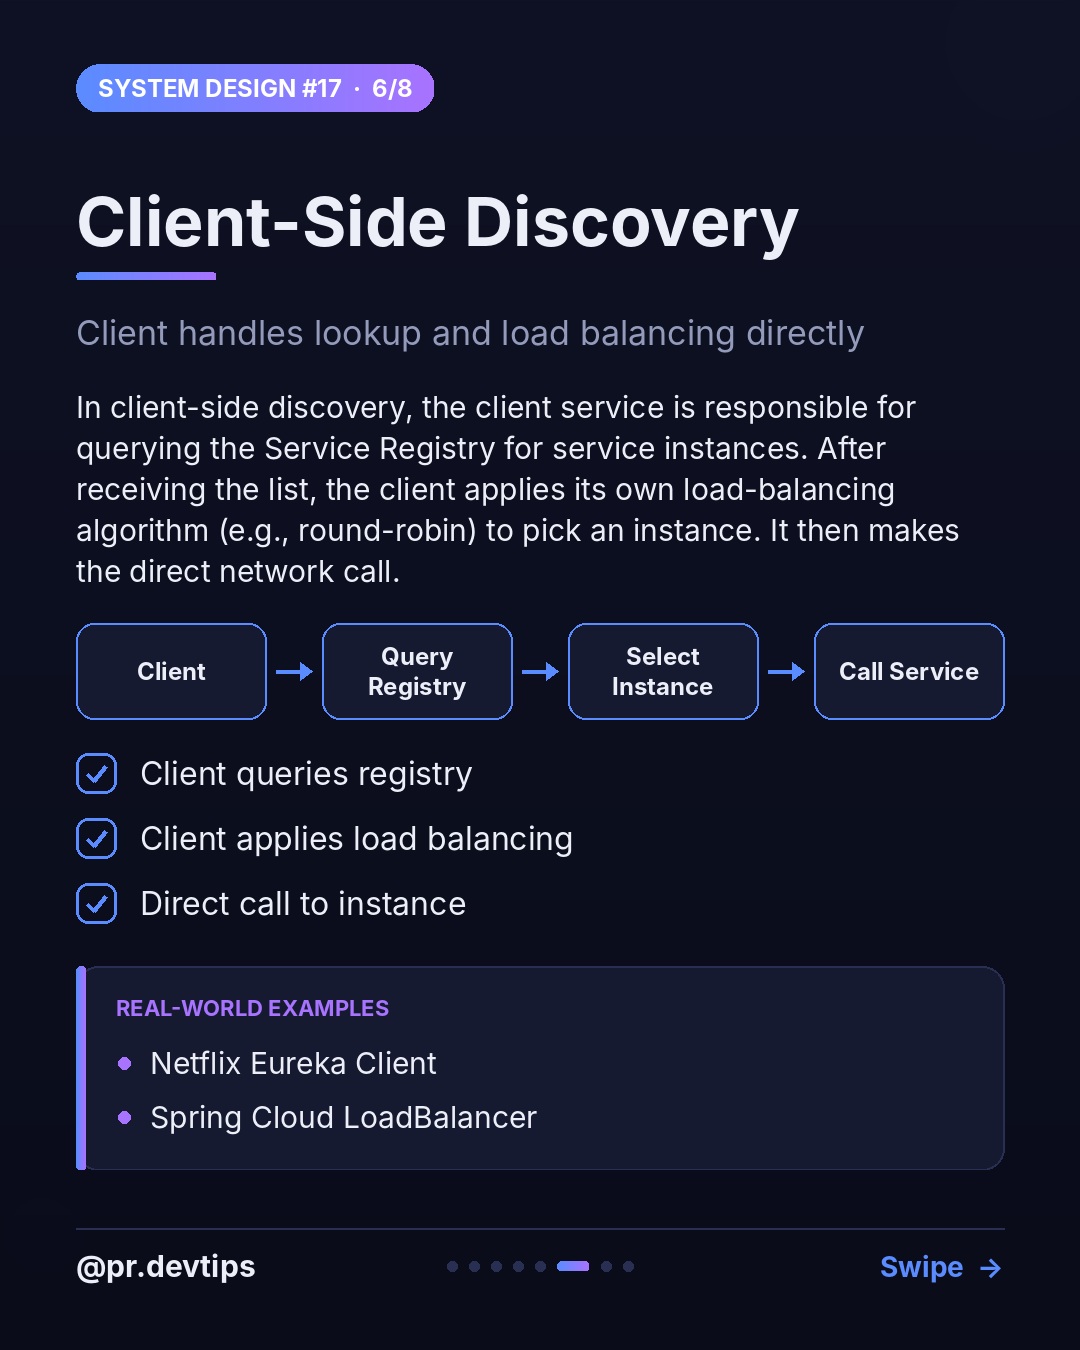 SYSTEM DESIGN #17 · 6/8
Client-Side Discovery
Client handles lookup and load balancing directly
In client-side discovery, the client service is responsible for
querying the Service Registry for service instances. After
receiving the list, the client applies its own load-balancing
algorithm (e.g., round-robin) to pick an instance. It then makes
the direct network call.
Client
Query
Registry
Select
Instance
Call Service
Client queries registry
Client applies load balancing
Direct call to instance
REAL-WORLD EXAMPLES
Netflix Eureka Client
Spring Cloud LoadBalancer
@pr.devtips
Swipe →